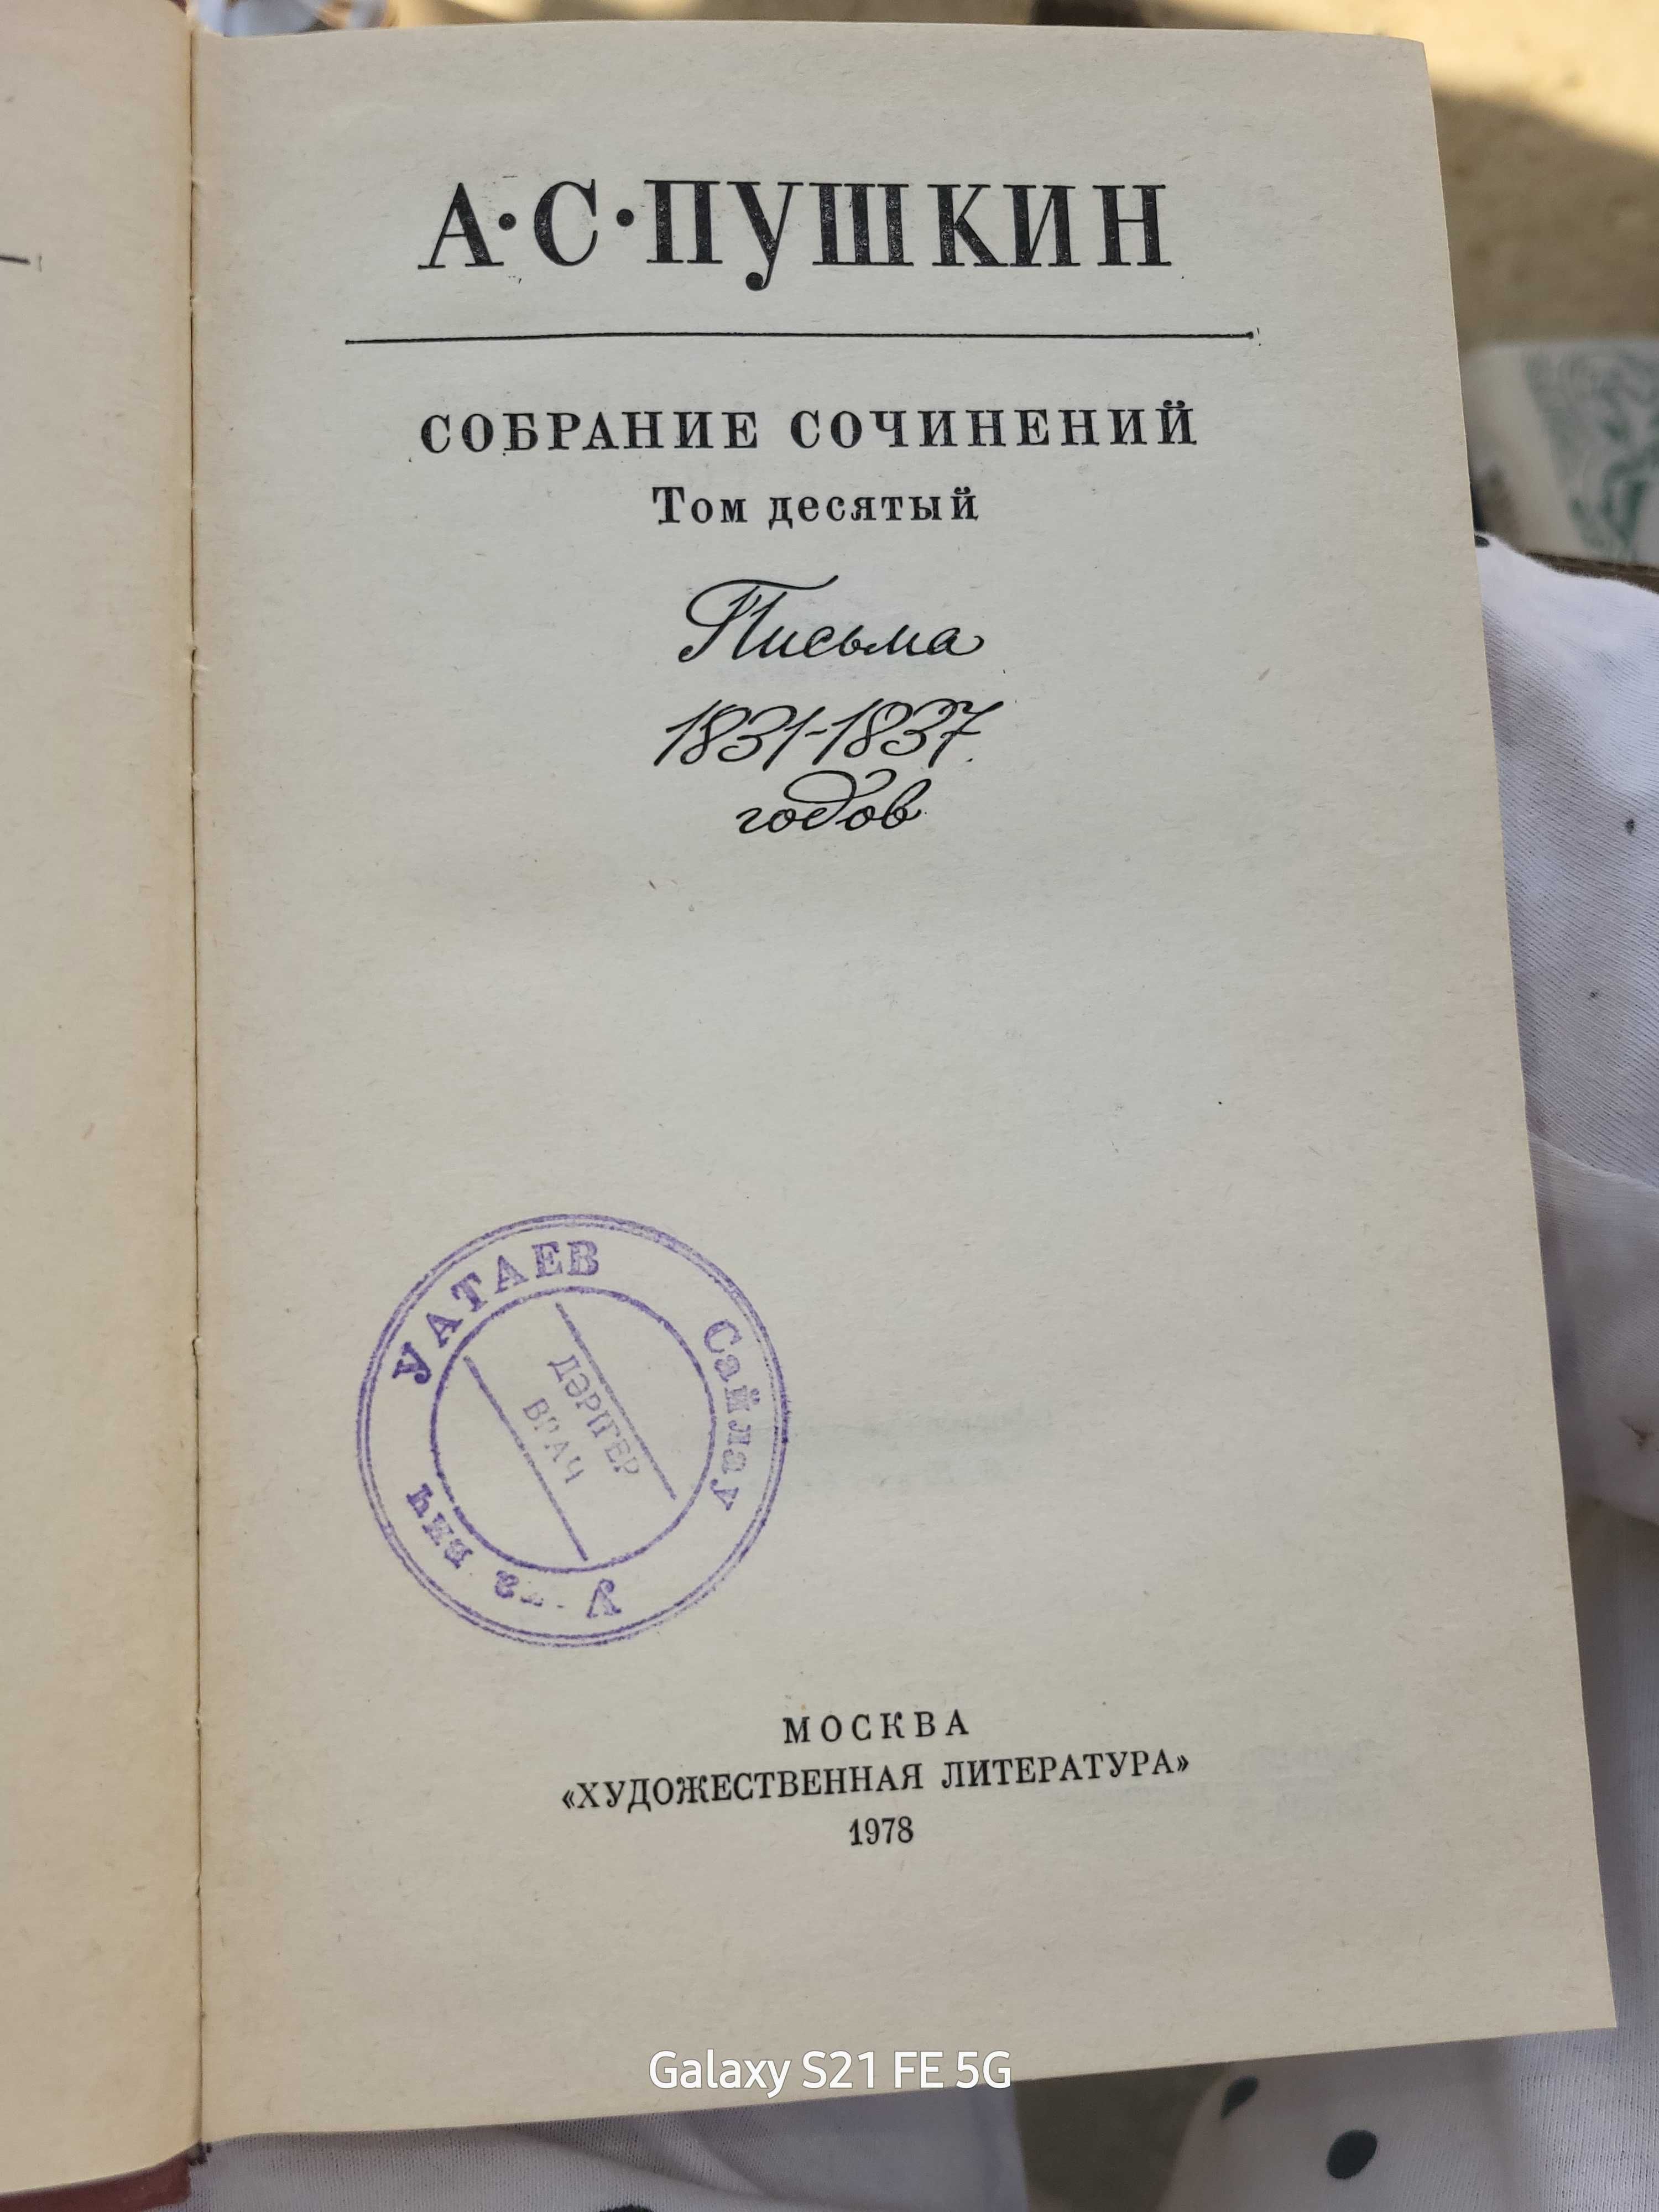 А·С·ПУШКИН
СОБРАНИЕ СОЧИНЕНИЙ
Том десятый
Письма
1831-1837
годов
УАТАЕВ
Сайлау
ДӘРІГЕР
ВРАЧ
МОСКВА
«ХУДОЖЕСТВЕННАЯ ЛИТЕРАТУРА»
1978
Galaxy S21 FE 5G